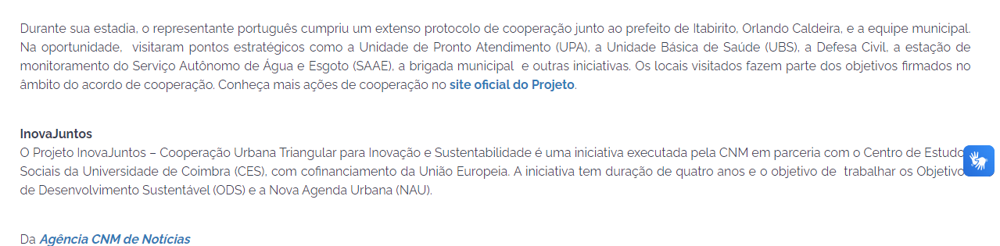 Durante sua estadia, o representante português cumpriu um extenso protocolo de cooperação junto ao prefeito de Itabirito, Orlando Caldeira, e a equipe municipal.
Na oportunidade, visitaram pontos estratégicos como a Unidade de Pronto Atendimento (UPA), a Unidade Básica de Saúde (UBS), a Defesa Civil, a estação de
monitoramento do Serviço Autônomo de Água e Esgoto (SAAE), a brigada municipal e outras iniciativas. Os locais visitados fazem parte dos objetivos firmados no
âmbito do acordo de cooperação. Conheça mais ações de cooperação no site oficial do Projeto.
InovaJuntos
O Projeto InovaJuntos – Cooperação Urbana Triangular para Inovação e Sustentabilidade é uma iniciativa executada pela CNM em parceria com o Centro de Estudo
Sociais da Universidade de Coimbra (CES), com cofinanciamento da União Europeia. A iniciativa tem duração de quatro anos e o objetivo de trabalhar os Objetivo
de Desenvolvimento Sustentável (ODS) e a Nova Agenda Urbana (NAU).
Da Agência CNM de Notícias